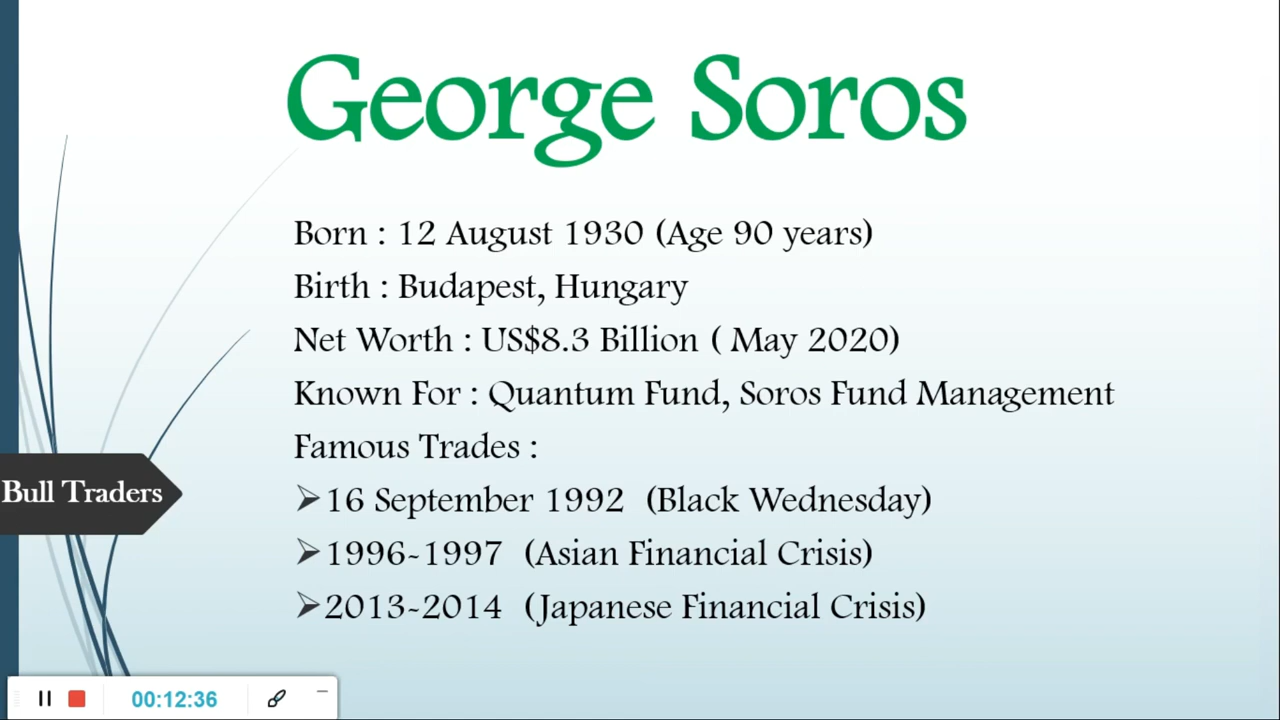 George Soros
Born : 12 August 1930 (Age 90 years)
Birth : Budapest, Hungary
Net Worth : US$8.3 Billion ( May 2020)
Known For : Quantum Fund, Soros Fund Management
Famous Trades :
Bull Traders
➢16 September 1992 (Black Wednesday)
➢1996-1997 (Asian Financial Crisis)
➢2013-2014 (Japanese Financial Crisis)
00:12:36